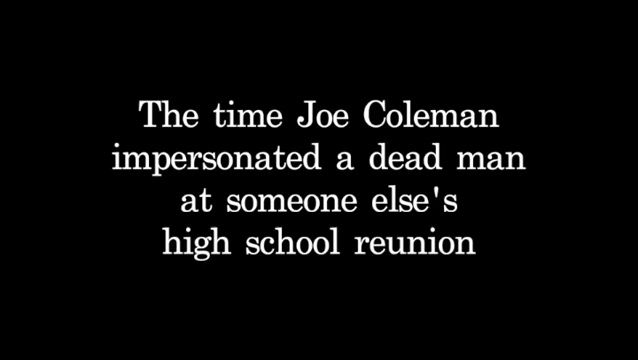 The time Joe Coleman
impersonated a dead man
at someone else's
high school reunion